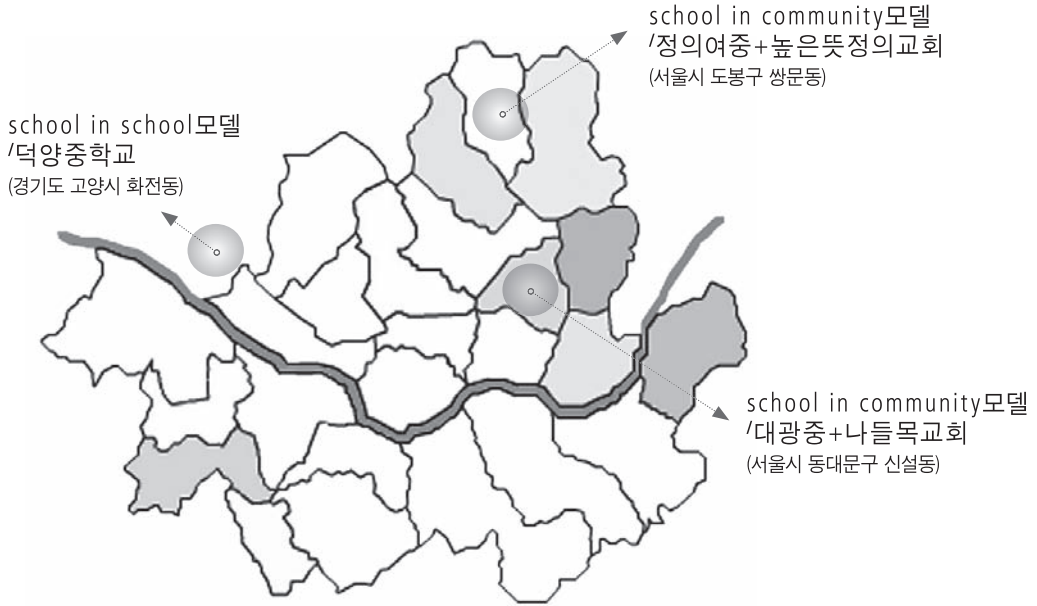 school in community모델
/정의여중+높은뜻정의교회
(서울시 도봉구 쌍문동)
school in school모델
/덕양중학교
(경기도 고양시 화전동)
school in community모델
/대광중+나들목교회
(서울시 동대문구 신설동)